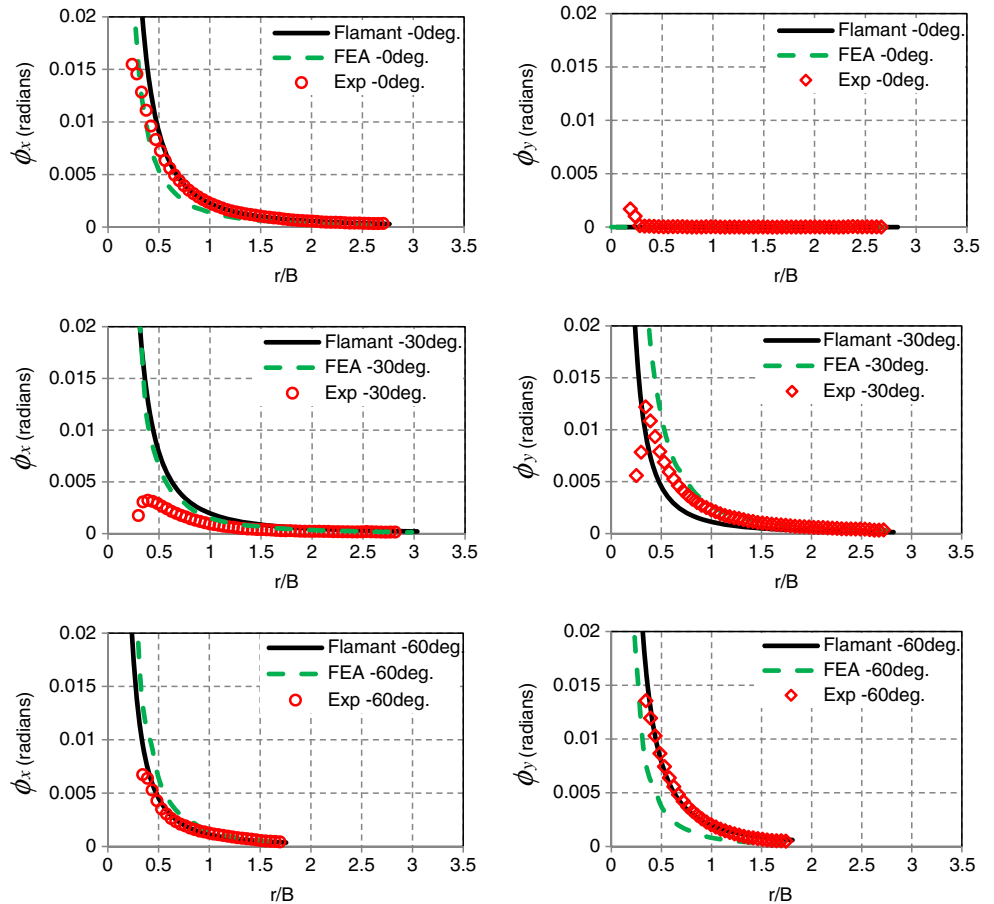 0.02
0.015
0.01
0.005
0
ϕx (radians)
0 0.5 1 1.5 2 2.5 3 3.5
r/B
Flamant -0deg.
FEA -0deg.
Exp -0deg.
0.02
0.015
0.01
0.005
0
ϕy (radians)
0 0.5 1 1.5 2 2.5 3 3.5
r/B
Flamant -0deg.
FEA -0deg.
Exp -0deg.
0.02
0.015
0.01
0.005
0
ϕx (radians)
0 0.5 1 1.5 2 2.5 3 3.5
r/B
Flamant -30deg.
FEA -30deg.
Exp -30deg.
0.02
0.015
0.01
0.005
0
ϕy (radians)
0 0.5 1 1.5 2 2.5 3 3.5
r/B
Flamant -30deg.
FEA -30deg.
Exp -30deg.
0.02
0.015
0.01
0.005
0
ϕx (radians)
0 0.5 1 1.5 2 2.5 3 3.5
r/B
Flamant -60deg.
FEA -60deg.
Exp -60deg.
0.02
0.015
0.01
0.005
0
ϕy (radians)
0 0.5 1 1.5 2 2.5 3 3.5
r/B
Flamant -60deg.
FEA -60deg.
Exp -60deg.